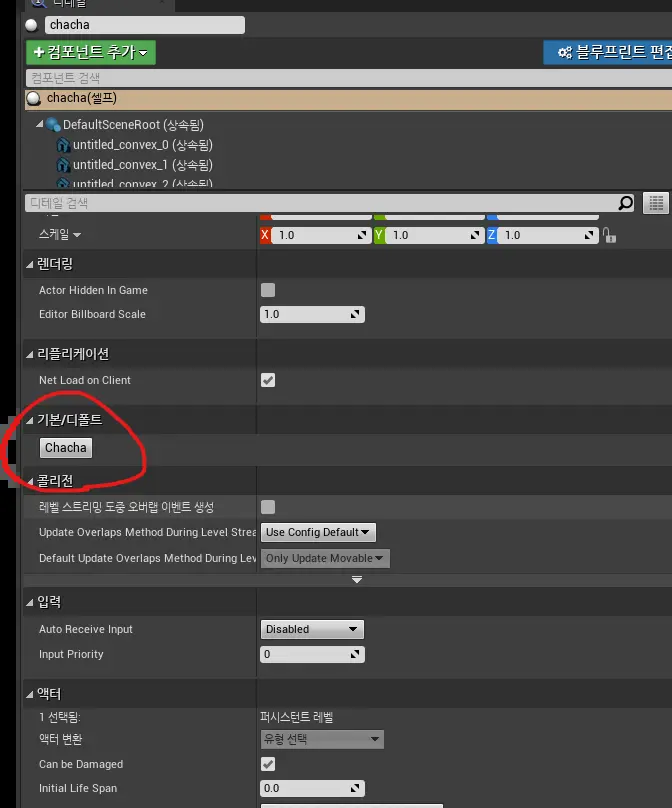 디테일
chacha
+컴포넌트 추가
블루프린트 편집
컴포넌트 검색
chacha(셀프)
DefaultSceneRoot (상속됨)
untitled_convex_0 (상속됨)
untitled_convex_1 (상속됨)
untitled_convex_2 (상속됨)
디테일 검색
스케일 X 1.0 Y 1.0 Z 1.0
렌더링
Actor Hidden In Game
Editor Billboard Scale 1.0
리플리케이션
Net Load on Client
기본/디폴트
Chacha
콜리전
레벨 스트리밍 도중 오버랩 이벤트 생성
Update Overlaps Method During Level Strea Use Config Default
Default Update Overlaps Method During Lev Only Update Movable
입력
Auto Receive Input Disabled
Input Priority 0
액터
1 선택됨: 퍼시스턴트 레벨
액터 변환 유형 선택
Can be Damaged
Initial Life Span 0.0